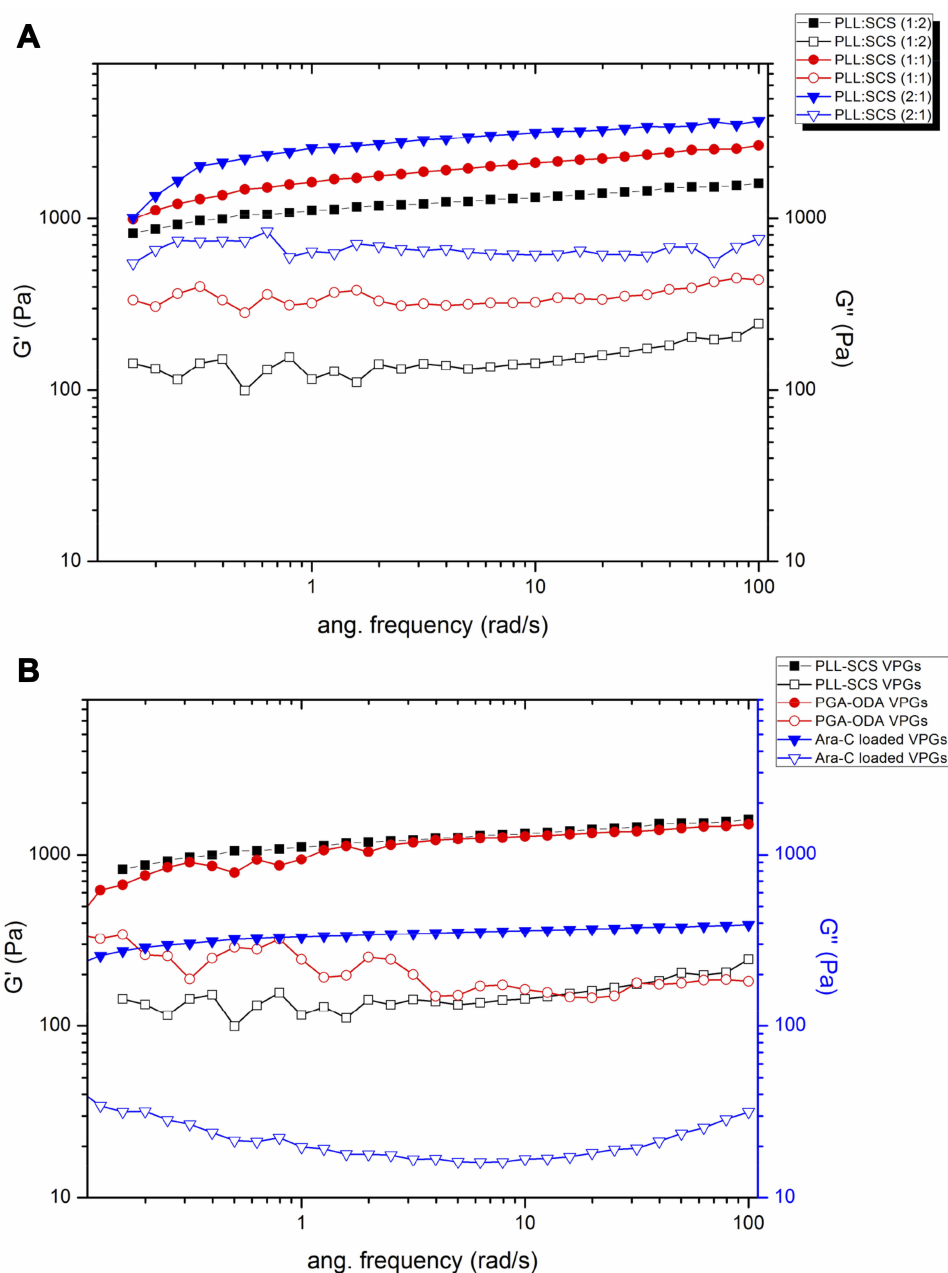 A
PLL:SCS (1:2)
PLL:SCS (1:2)
PLL:SCS (1:1)
PLL:SCS (1:1)
PLL:SCS (2:1)
PLL:SCS (2:1)
1000
100
10
G' (Pa)
1000
100
10
G'' (Pa)
1
10
100
ang. frequency (rad/s)
B
PLL-SCS VPGs
PLL-SCS VPGs
PGA-ODA VPGs
PGA-ODA VPGs
Ara-C loaded VPGs
Ara-C loaded VPGs
1000
100
10
G' (Pa)
1000
100
10
G'' (Pa)
1
10
100
ang. frequency (rad/s)